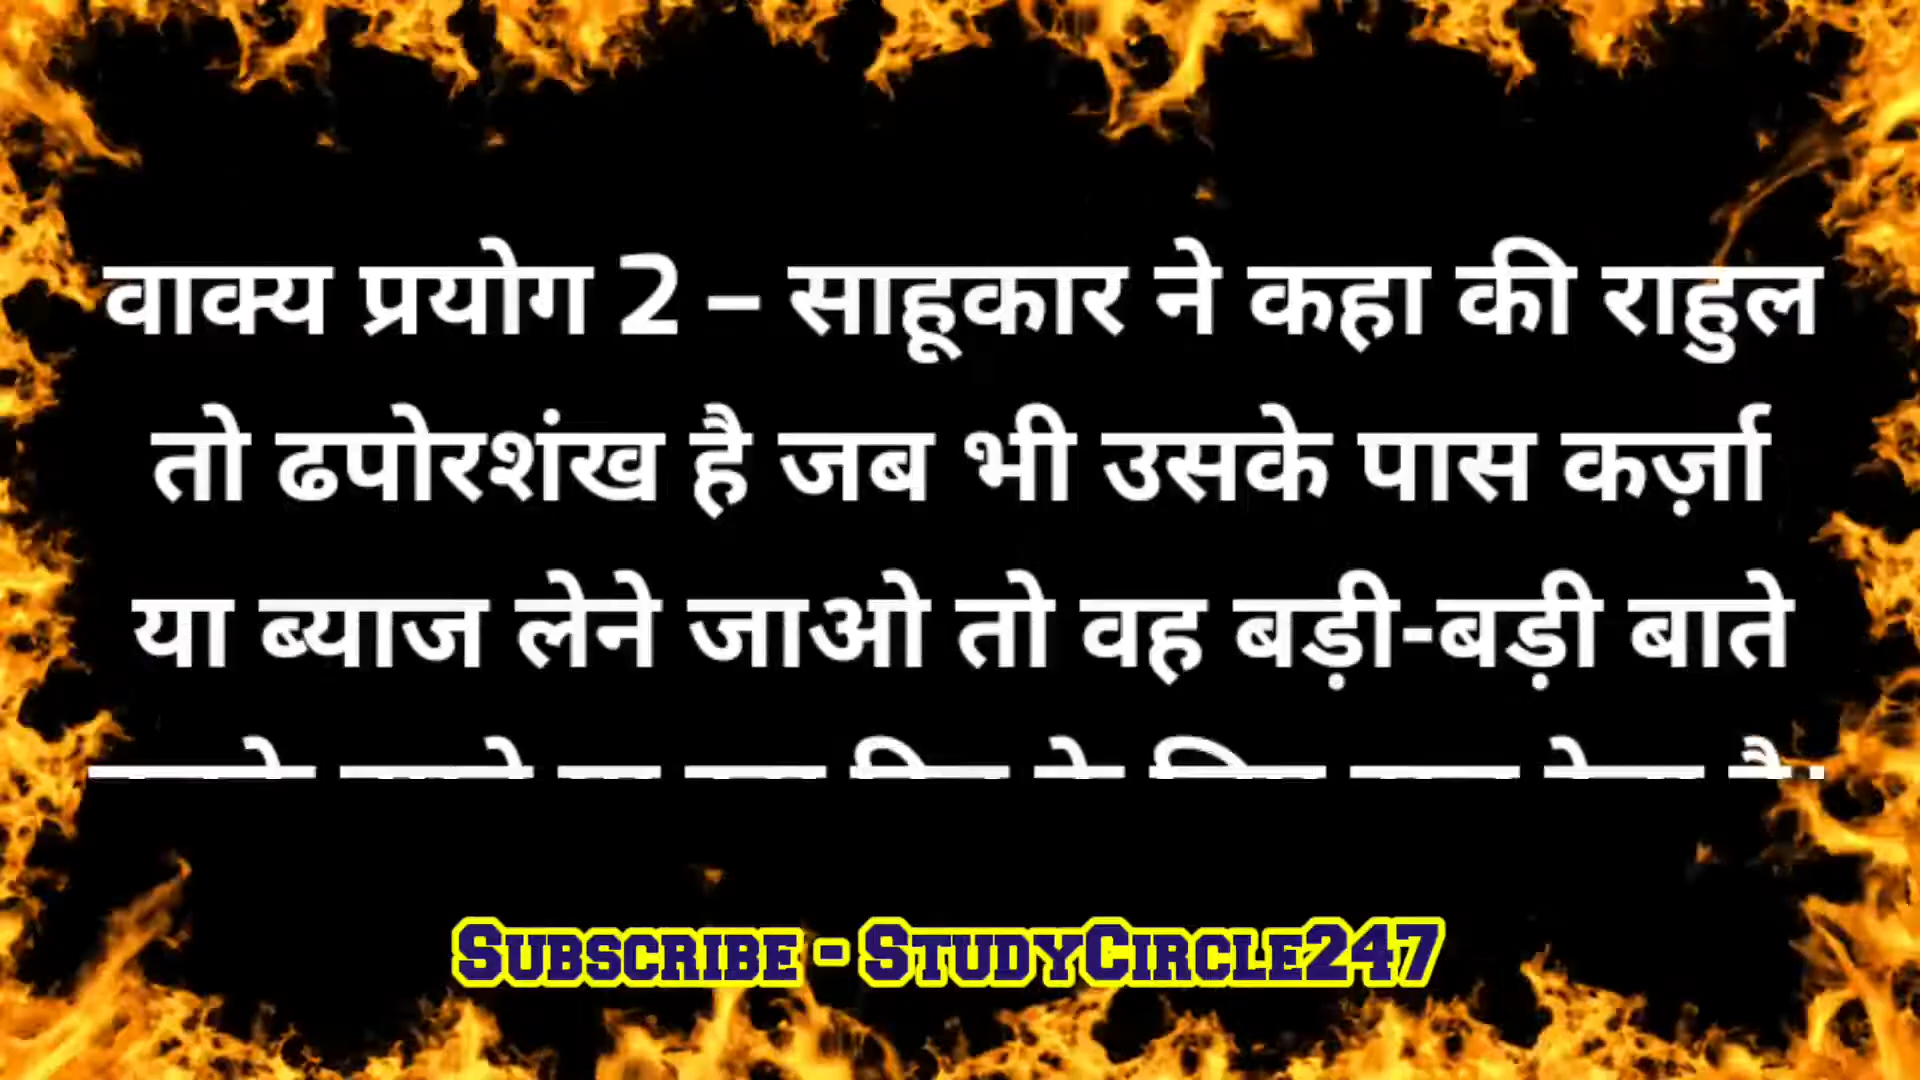 वाक्य प्रयोग 2 – साहूकार ने कहा की राहुल
तो ढपोरशंख है जब भी उसके पास कर्ज़ा
या ब्याज लेने जाओ तो वह बड़ी-बड़ी बाते
Subscribe - StudyCircle247